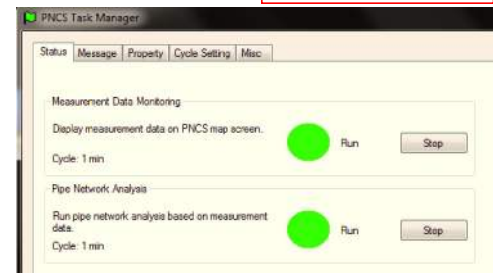 PNCS Task Manager
Status Message Property Cycle Setting Misc
Measurement Data Monitoring
Display measurement data on PNCS map screen.
Run Stop
Cycle: 1 min
Pipe Network Analysis
Run pipe network analysis based on measurement
data.
Run Stop
Cycle: 1 min